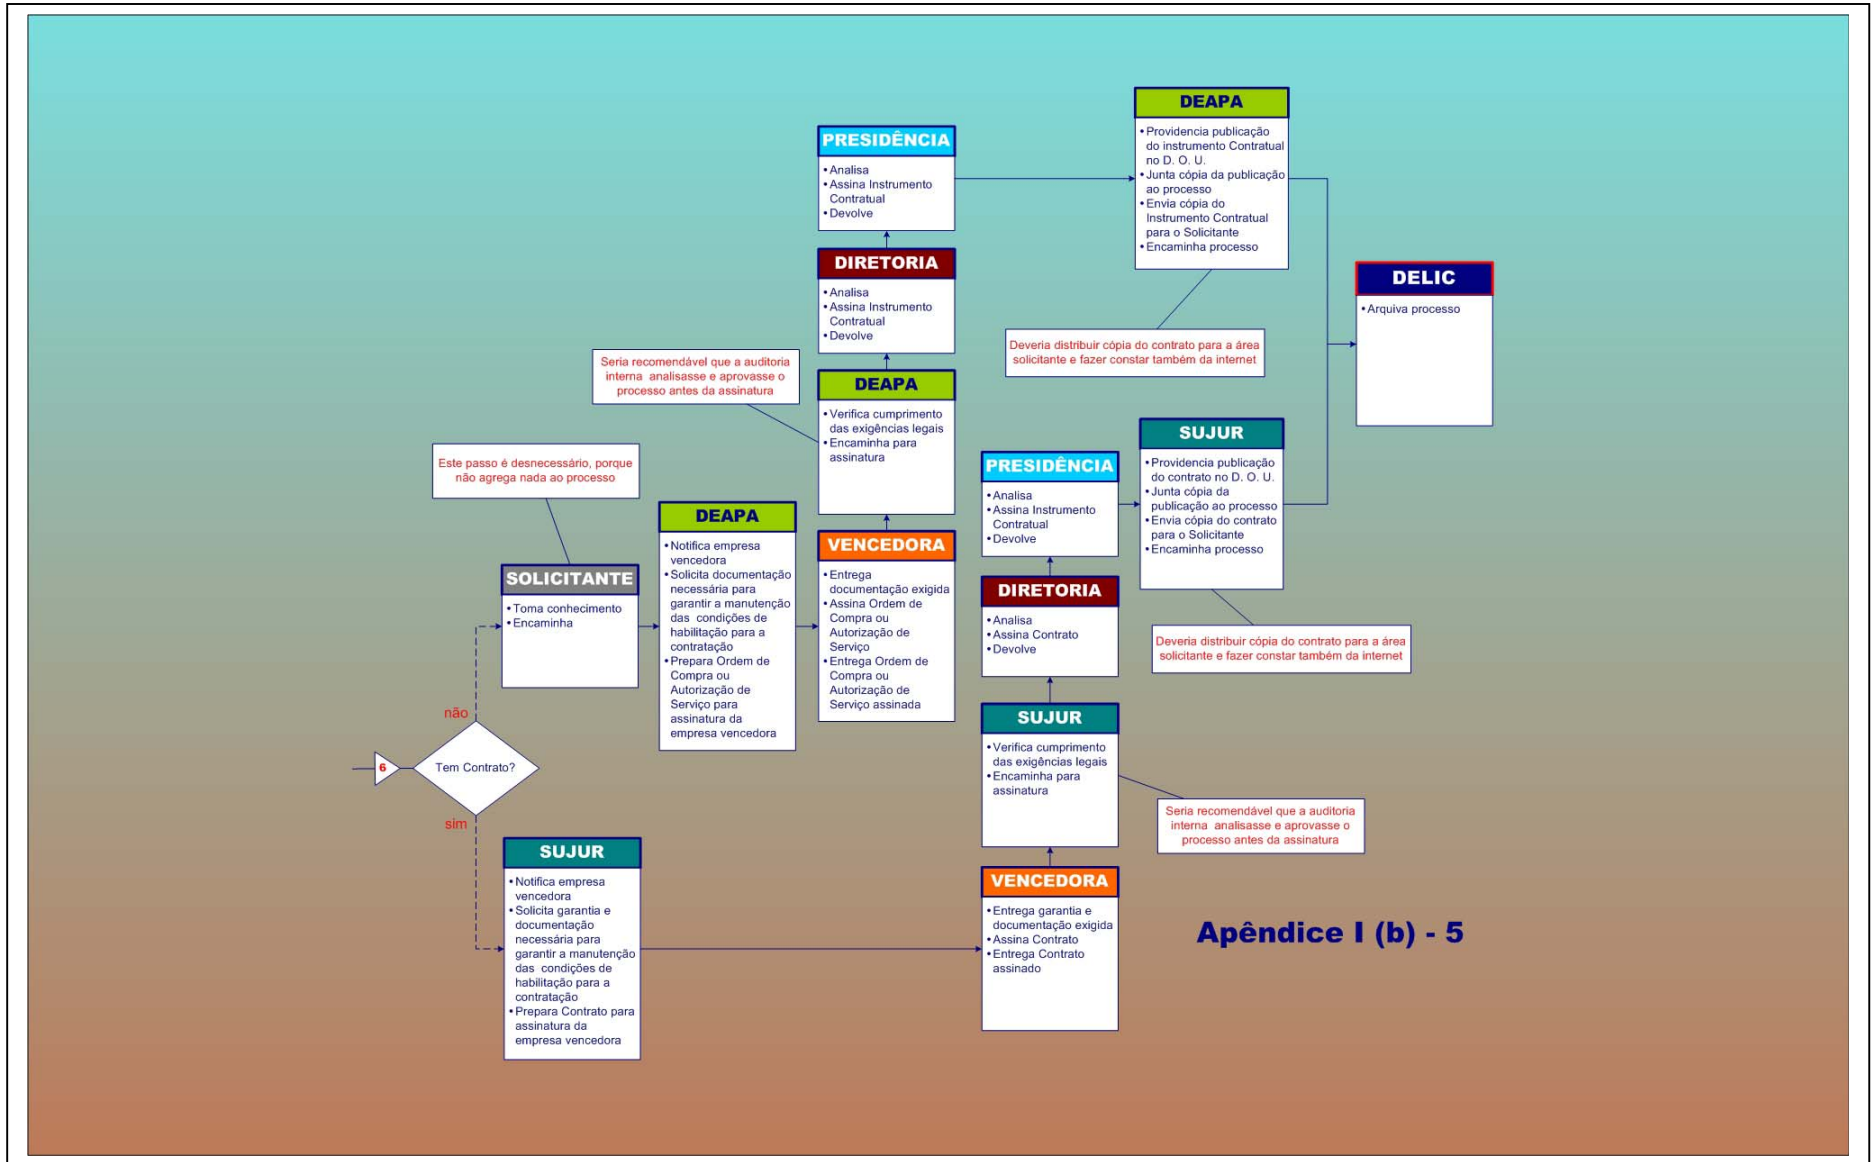 DEAPA
• Providencia publicação
do instrumento Contratual
no D. O. U.
• Junta cópia da publicação
ao processo
• Envia cópia do
Instrumento Contratual
para o Solicitante
• Encaminha processo
PRESIDÊNCIA
• Analisa
• Assina Instrumento
Contratual
• Devolve
DIRETORIA
• Analisa
• Assina Instrumento
Contratual
• Devolve
DELIC
• Arquiva processo
Deveria distribuir cópia do contrato para a área
solicitante e fazer constar também da internet
Seria recomendável que a auditoria
interna analisasse e aprovasse o
processo antes da assinatura
DEAPA
• Verifica cumprimento
das exigências legais
• Encaminha para
assinatura
SUJUR
• Providencia publicação
do contrato no D. O. U.
• Junta cópia da
publicação ao processo
• Envia cópia do contrato
para o Solicitante
• Encaminha processo
Este passo é desnecessário, porque
não agrega nada ao processo
PRESIDÊNCIA
• Analisa
• Assina Instrumento
Contratual
• Devolve
DEAPA
• Notifica empresa
vencedora
• Solicita documentação
necessária para
garantir a manutenção
das condições de
habilitação para a
contratação
• Prepara Ordem de
Compra ou
Autorização de
Serviço para
assinatura da
empresa vencedora
VENCEDORA
• Entrega
documentação exigida
• Assina Ordem de
Compra ou
Autorização de
Serviço
• Entrega Ordem de
Compra ou
Autorização de
Serviço assinada
SOLICITANTE
• Toma conhecimento
• Encaminha
DIRETORIA
• Analisa
• Assina Contrato
• Devolve
Deveria distribuir cópia do contrato para a área
solicitante e fazer constar também da internet
não
SUJUR
• Verifica cumprimento
das exigências legais
• Encaminha para
assinatura
6
Tem Contrato?
Seria recomendável que a auditoria
interna analisasse e aprovasse o
processo antes da assinatura
sim
SUJUR
• Notifica empresa
vencedora
• Solicita garantia e
documentação
necessária para
garantir a manutenção
das condições de
habilitação para a
contratação
• Prepara Contrato para
assinatura da
empresa vencedora
VENCEDORA
• Entrega garantia e
documentação exigida
• Assina Contrato
• Entrega Contrato
assinado
Apêndice I (b) - 5